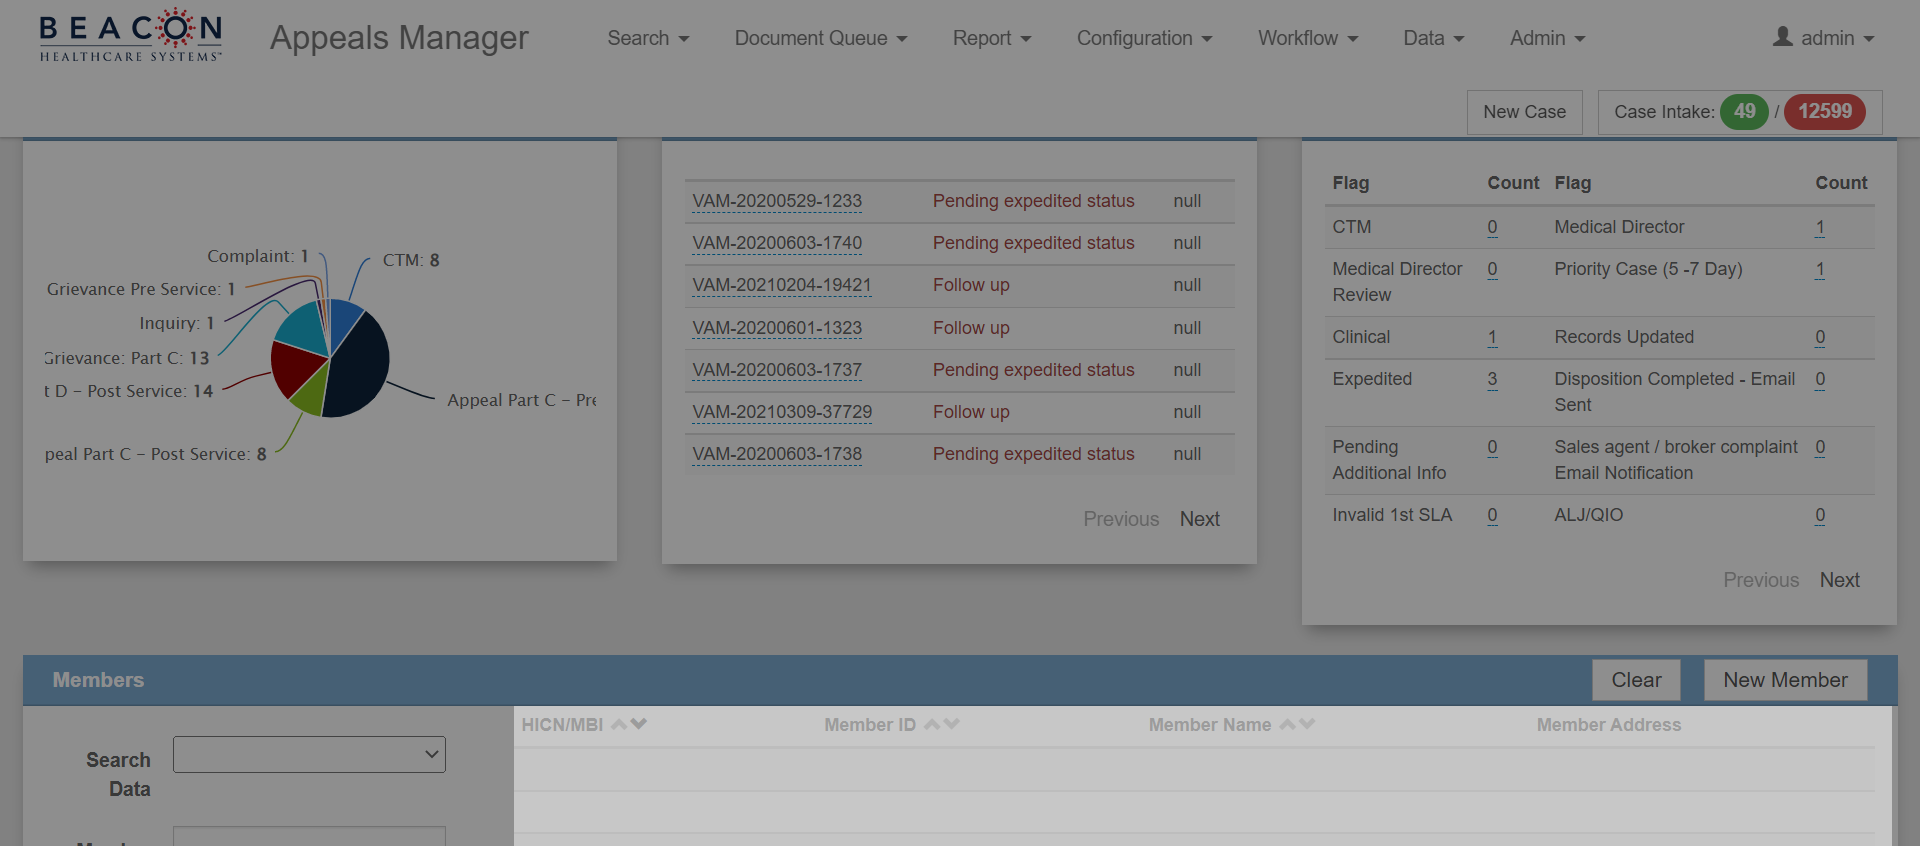 BEACON
HEALTHCARE SYSTEMS™
Appeals Manager
Search
Document Queue
Report
Configuration
Workflow
Data
Admin
admin
New Case
Case Intake: 49 / 12599
Complaint: 1
CTM: 8
Grievance Pre Service: 1
Inquiry: 1
Grievance: Part C: 13
t D – Post Service: 14
Appeal Part C – Pre
peal Part C – Post Service: 8
VAM-20200529-1233 Pending expedited status null
VAM-20200603-1740 Pending expedited status null
VAM-20210204-19421 Follow up null
VAM-20200601-1323 Follow up null
VAM-20200603-1737 Pending expedited status null
VAM-20210309-37729 Follow up null
VAM-20200603-1738 Pending expedited status null
Previous Next
Flag Count Flag Count
CTM 0 Medical Director 1
Medical Director 0 Priority Case (5 -7 Day) 1
Review
Clinical 1 Records Updated 0
Expedited 3 Disposition Completed - Email 0
Sent
Pending 0 Sales agent / broker complaint 0
Additional Info Email Notification
Invalid 1st SLA 0 ALJ/QIO 0
Previous Next
Members
Clear
New Member
HICN/MBI Member ID Member Name Member Address
Search
Data